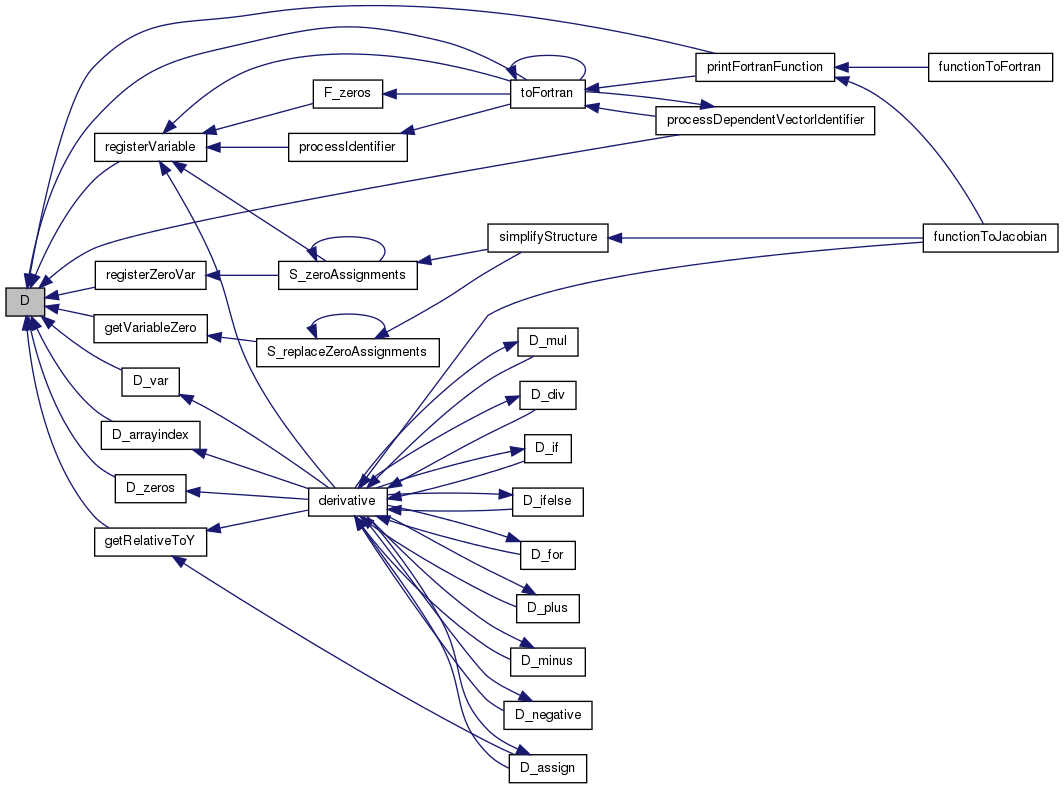 printFortranFunction
functionToFortran
F_zeros
toFortran
processDependentVectorIdentifier
registerVariable
processIdentifier
simplifyStructure
functionToJacobian
registerZeroVar
S_zeroAssignments
D
getVariableZero
S_replaceZeroAssignments
D_mul
D_var
D_div
D_arrayindex
D_if
D_zeros
derivative
D_ifelse
getRelativeToY
D_for
D_plus
D_minus
D_negative
D_assign